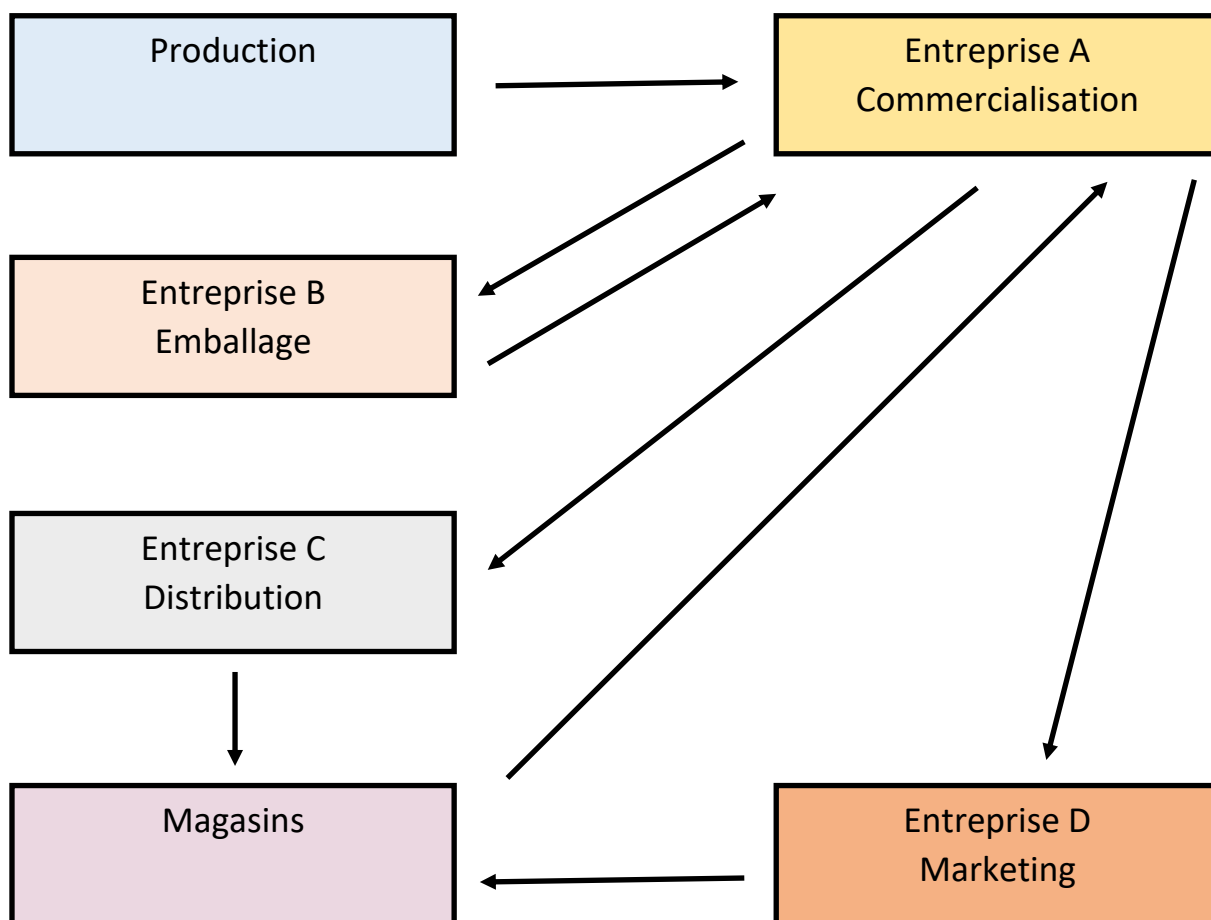 Production
Entreprise A
Commercialisation
Entreprise B
Emballage
Entreprise C
Distribution
Magasins
Entreprise D
Marketing